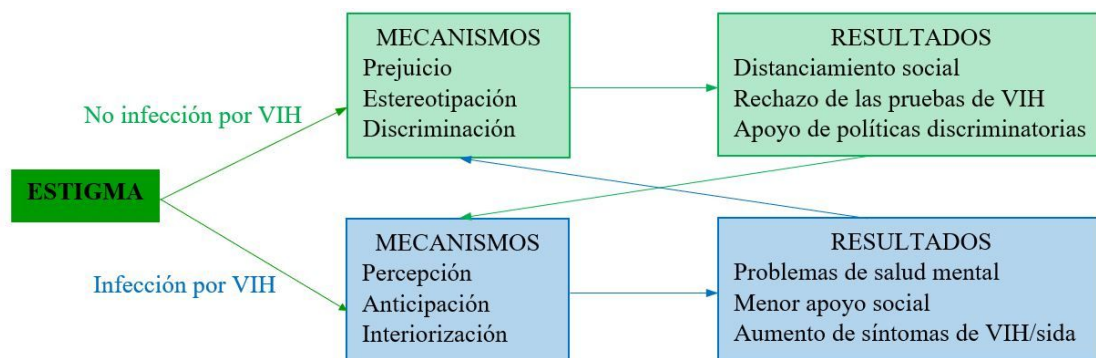 MECANISMOS
Prejuicio
Estereotipación
Discriminación
RESULTADOS
Distanciamiento social
Rechazo de las pruebas de VIH
Apoyo de políticas discriminatorias
No infección por VIH
ESTIGMA
Infección por VIH
MECANISMOS
Percepción
Anticipación
Interiorización
RESULTADOS
Problemas de salud mental
Menor apoyo social
Aumento de síntomas de VIH/sida